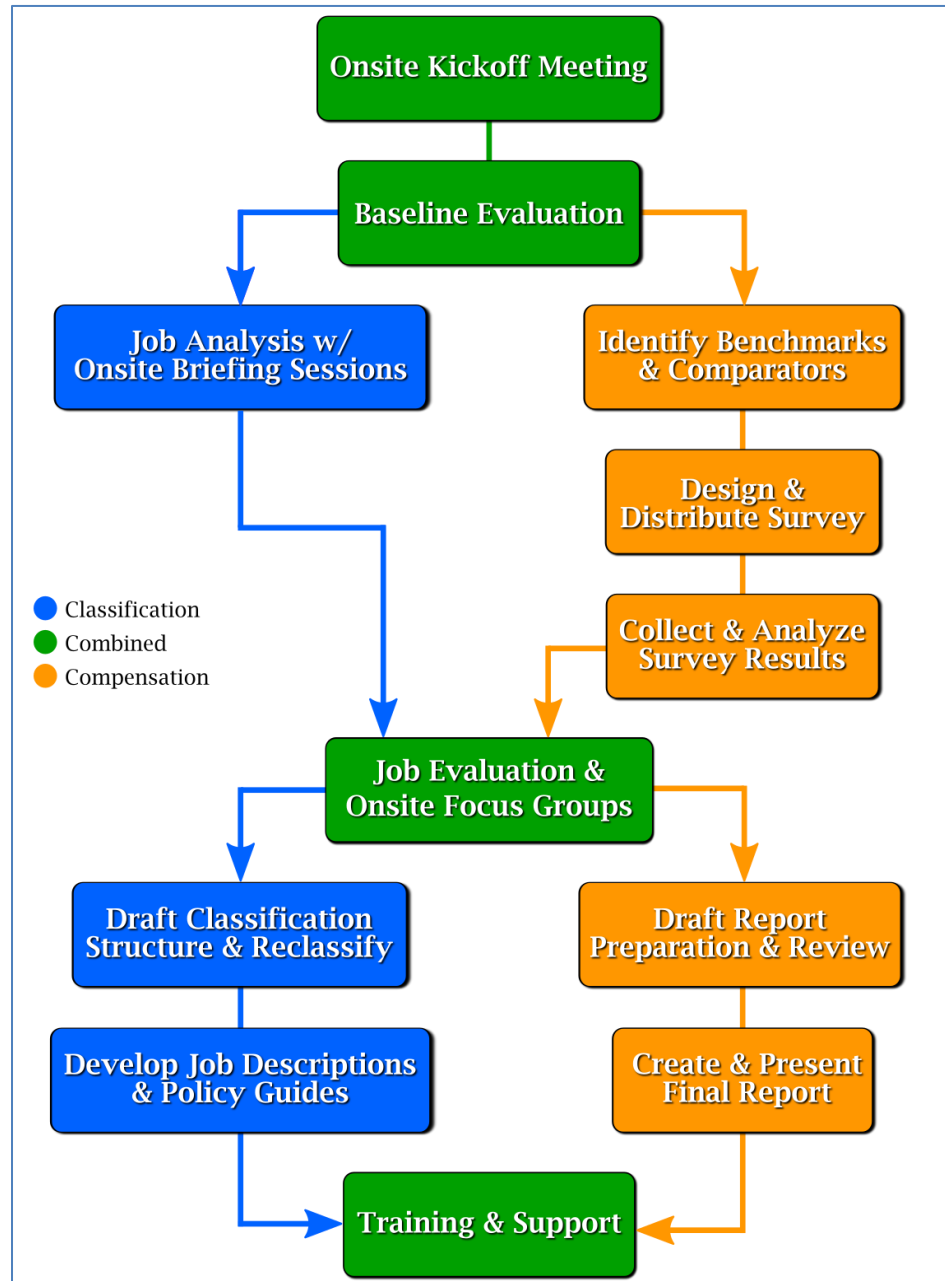 Onsite Kickoff Meeting
Baseline Evaluation
Job Analysis w/
Onsite Briefing Sessions
Identify Benchmarks
& Comparators
Design &
Distribute Survey
Classification
Combined
Compensation
Collect & Analyze
Survey Results
Job Evaluation &
Onsite Focus Groups
Draft Classification
Structure & Reclassify
Draft Report
Preparation & Review
Develop Job Descriptions
& Policy Guides
Create & Present
Final Report
Training & Support